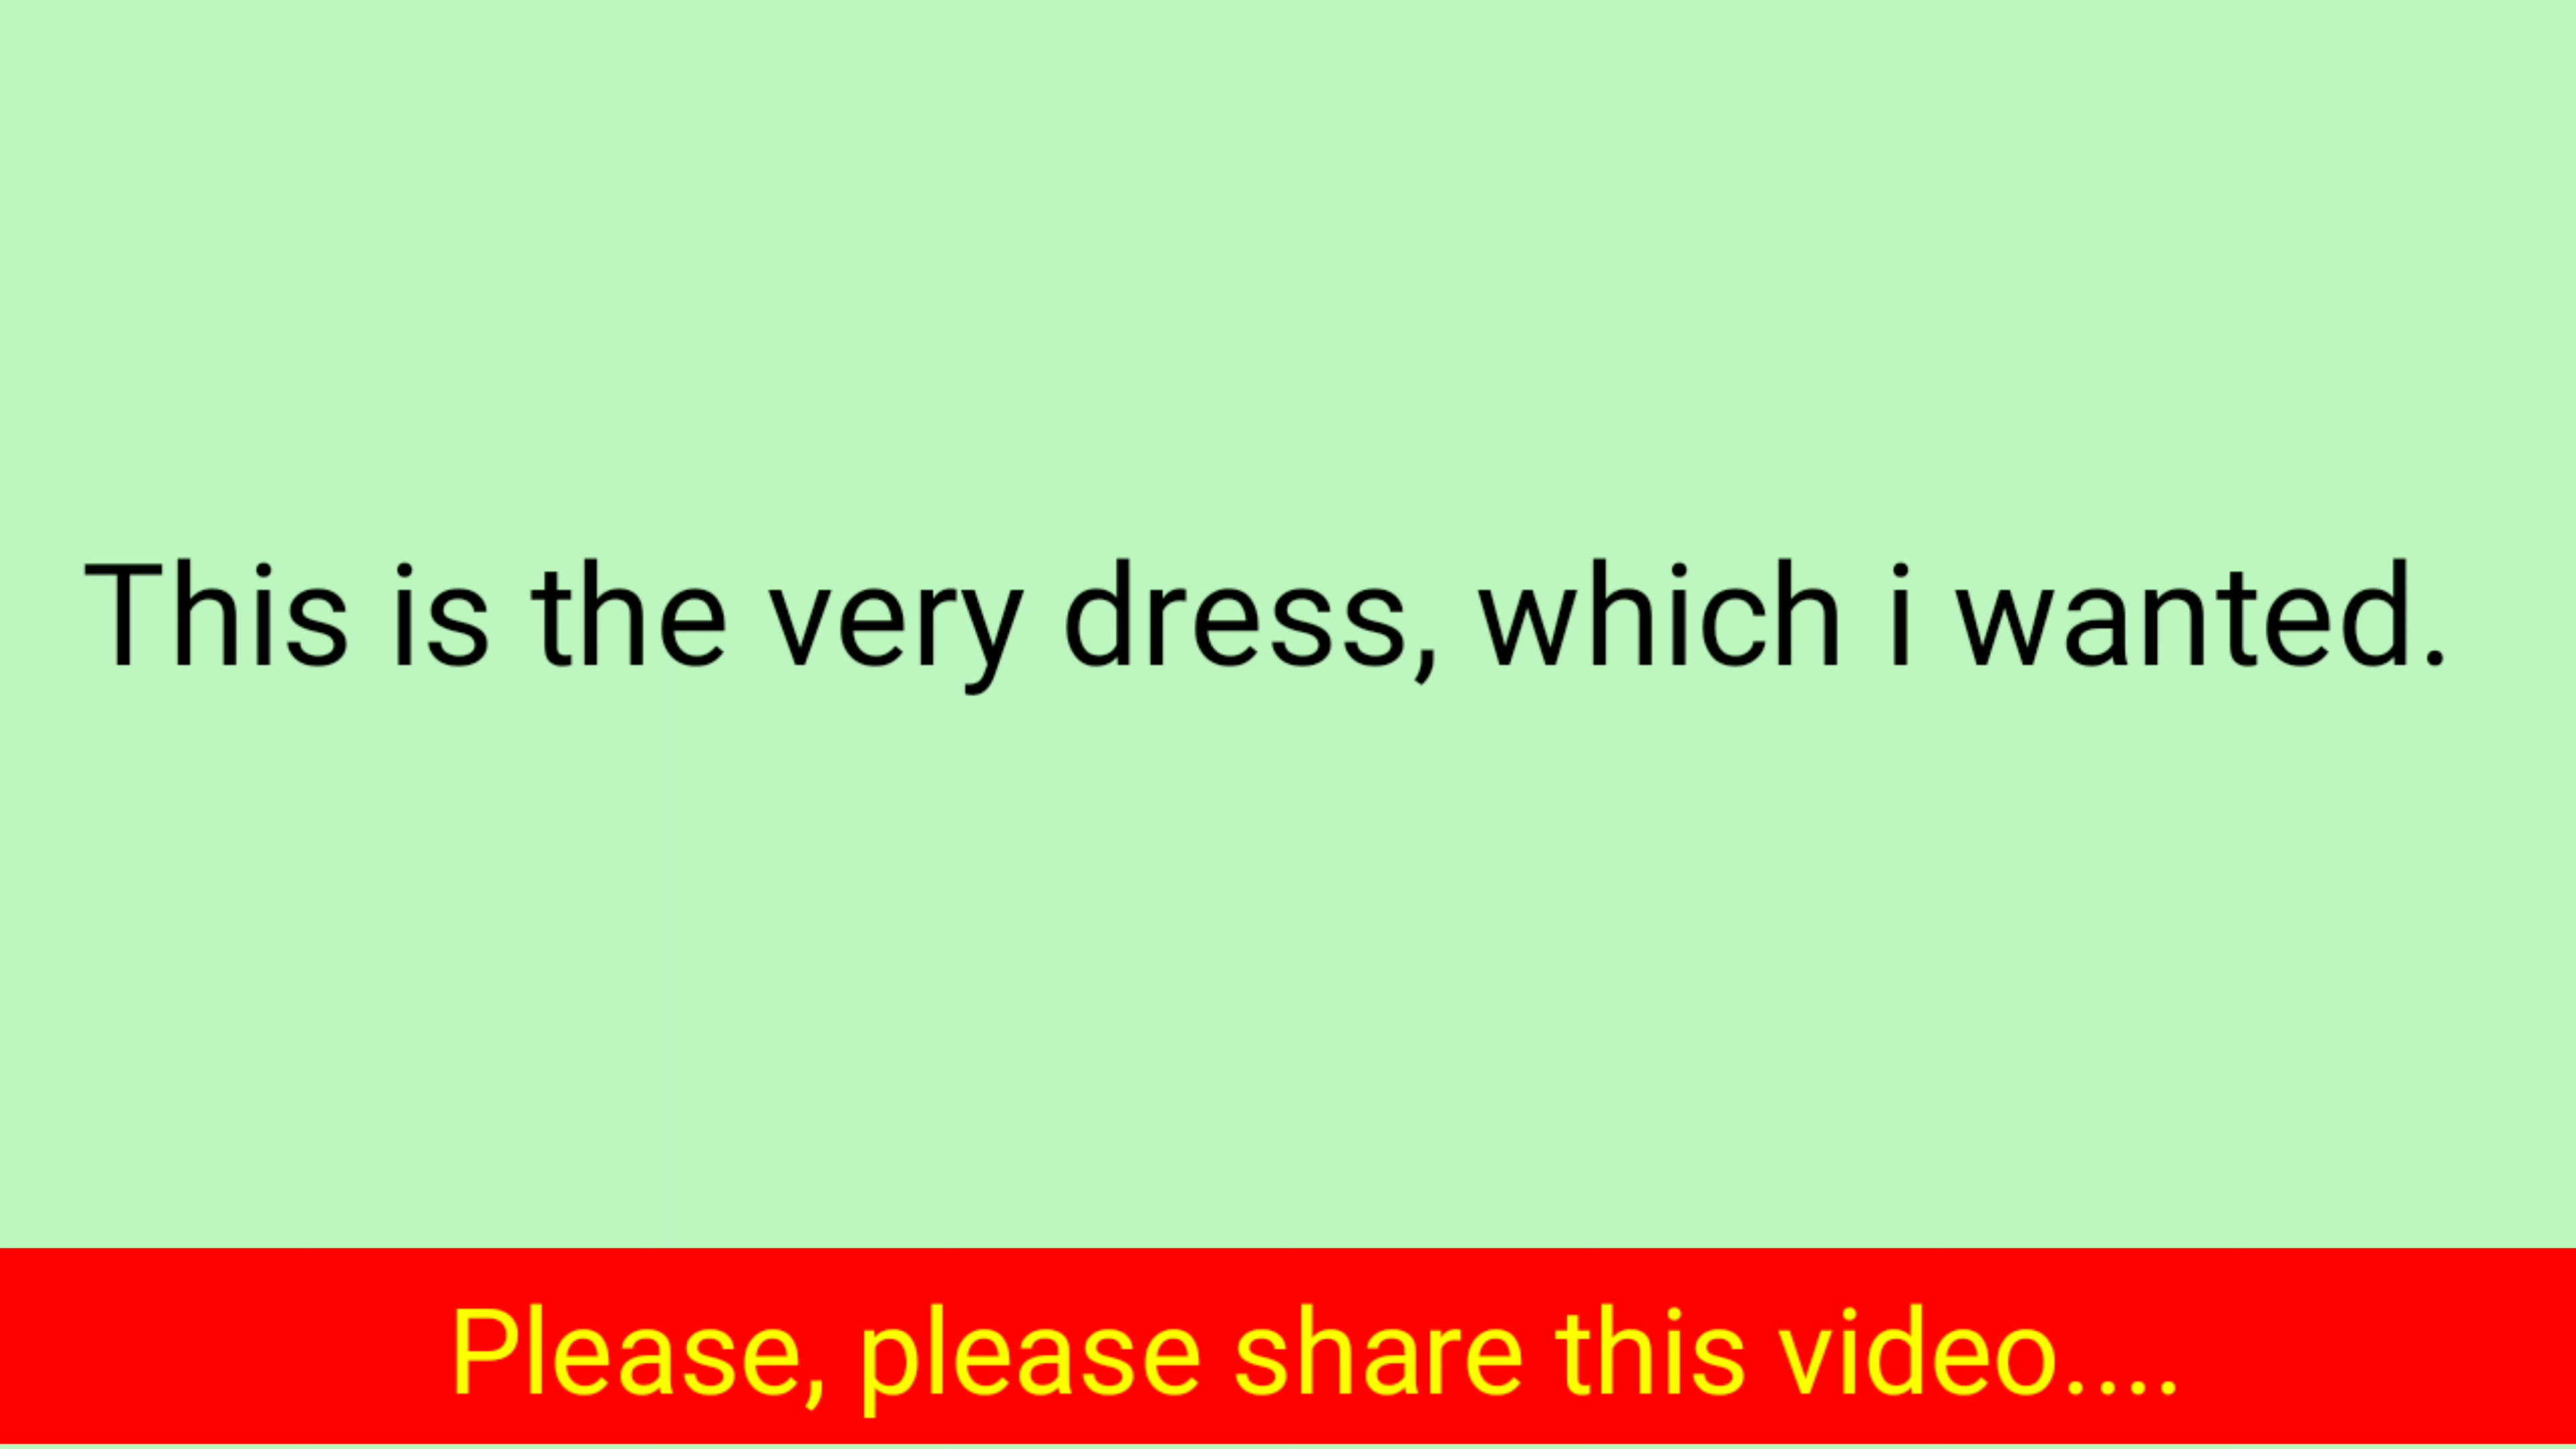 This is the very dress, which i wanted.
Please, please share this video....